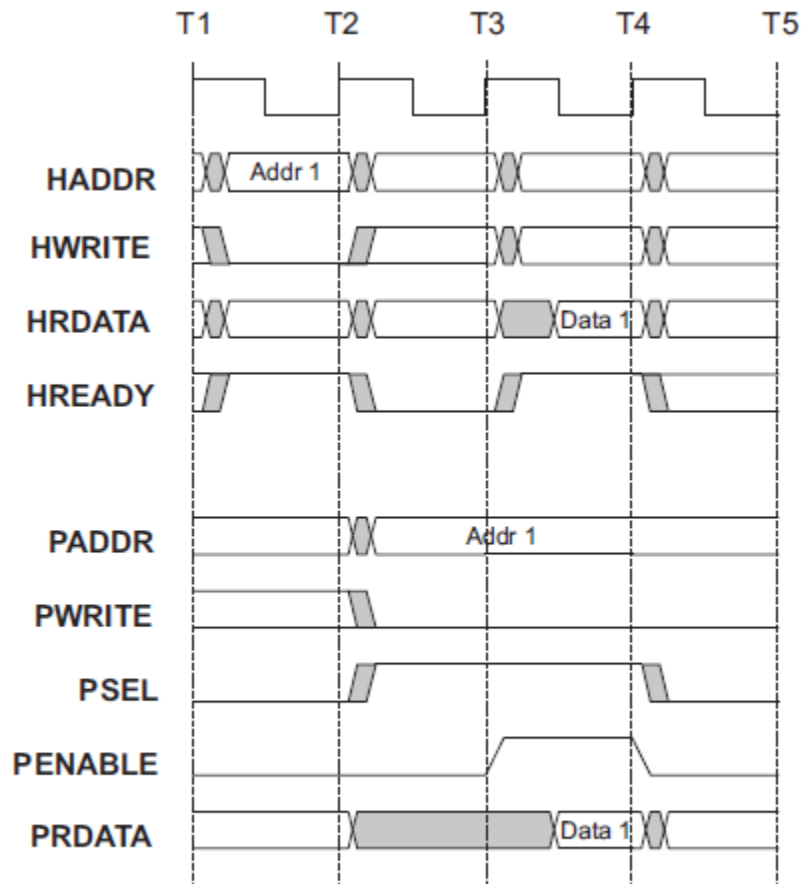 T1 T2 T3 T4 T5
HADDR Addr 1
HWRITE
HRDATA Data 1
HREADY
PADDR Addr 1
PWRITE
PSEL
PENABLE
PRDATA Data 1